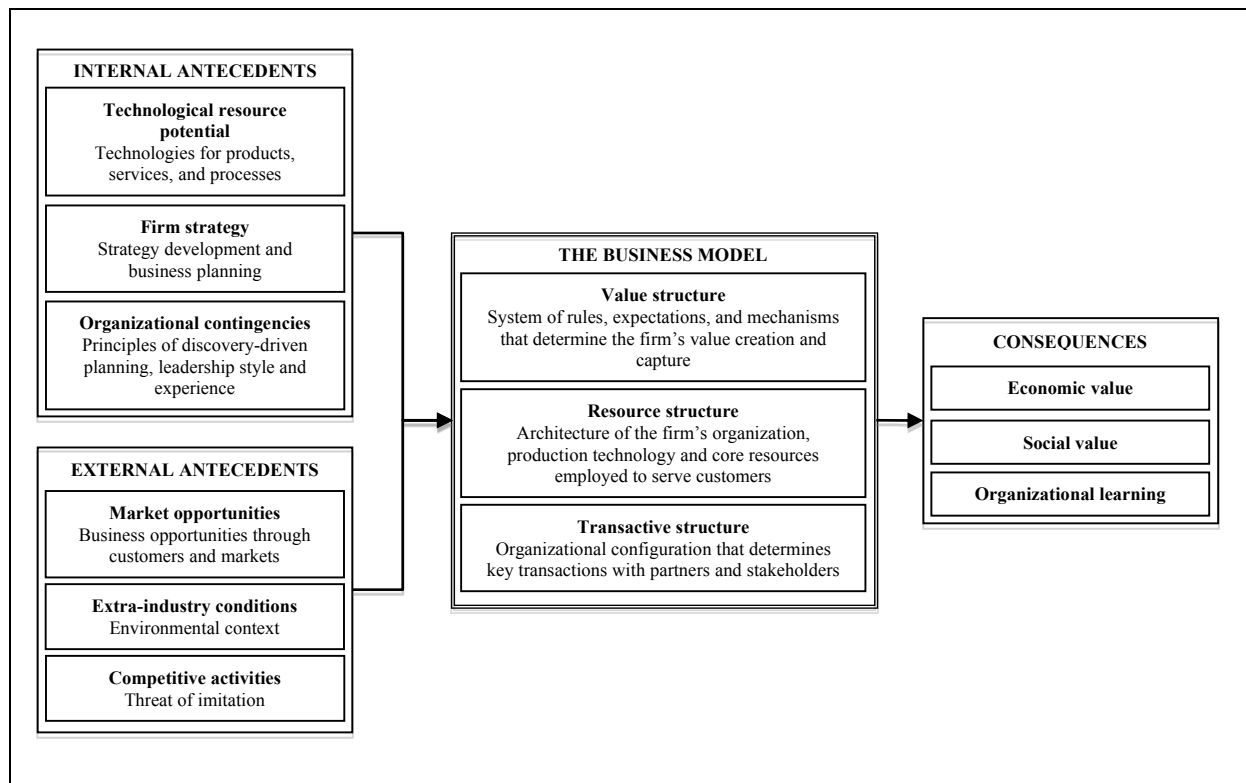 INTERNAL ANTECEDENTS
Technological resource
potential
Technologies for products,
services, and processes
Firm strategy
Strategy development and
business planning
Organizational contingencies
Principles of discovery-driven
planning, leadership style and
experience
EXTERNAL ANTECEDENTS
Market opportunities
Business opportunities through
customers and markets
Extra-industry conditions
Environmental context
Competitive activities
Threat of imitation
THE BUSINESS MODEL
Value structure
System of rules, expectations, and mechanisms
that determine the firm’s value creation and
capture
Resource structure
Architecture of the firm’s organization,
production technology and core resources
employed to serve customers
Transactive structure
Organizational configuration that determines
key transactions with partners and stakeholders
CONSEQUENCES
Economic value
Social value
Organizational learning